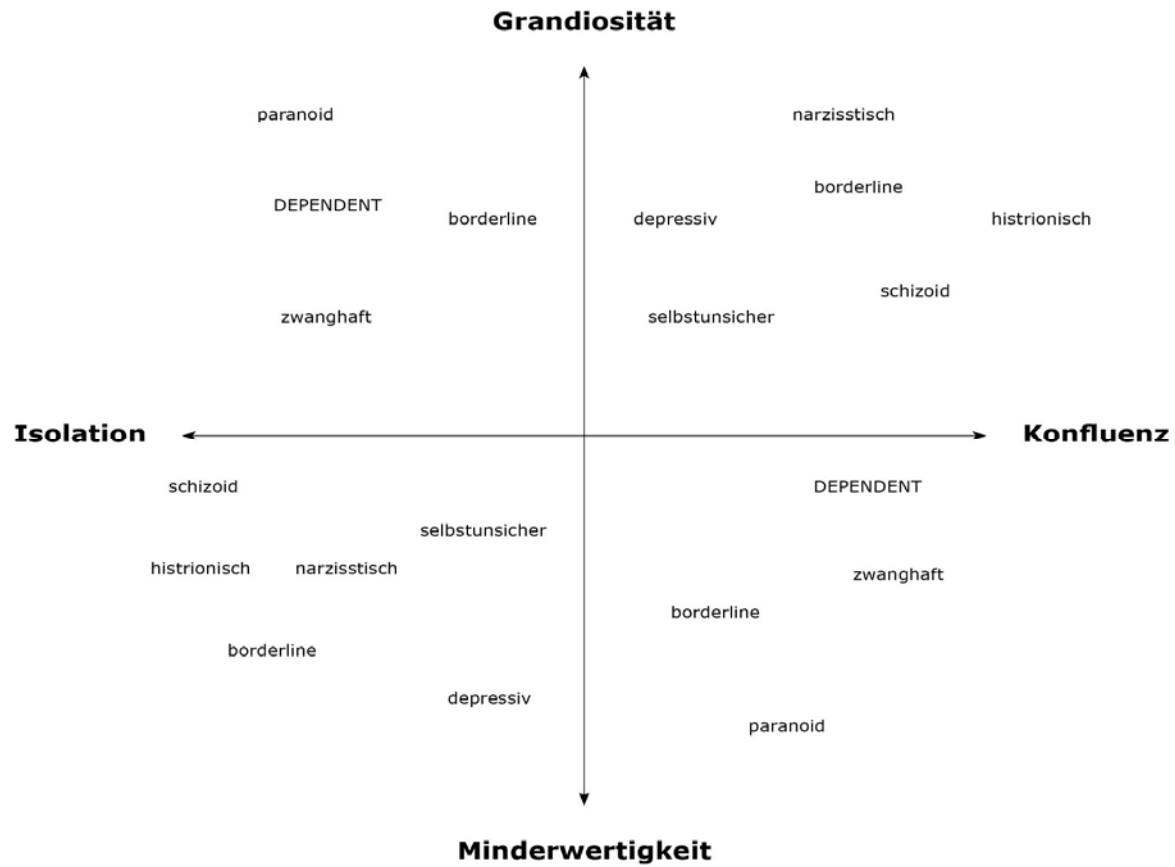 Grandiosität
paranoid
narzisstisch
borderline
DEPENDENT
borderline
depressiv
histrionisch
schizoid
zwanghaft
selbstunsicher
Isolation
Konfluenz
schizoid
DEPENDENT
selbstunsicher
histrionisch
narzisstisch
zwanghaft
borderline
borderline
depressiv
paranoid
Minderwertigkeit